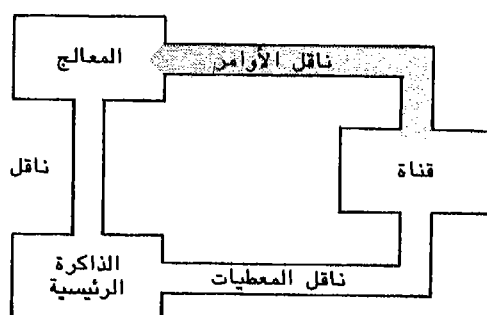 المعالج
ناقل الأوامر
قناة
ناقل
الذاكرة
الرئيسية
ناقل المعطيات